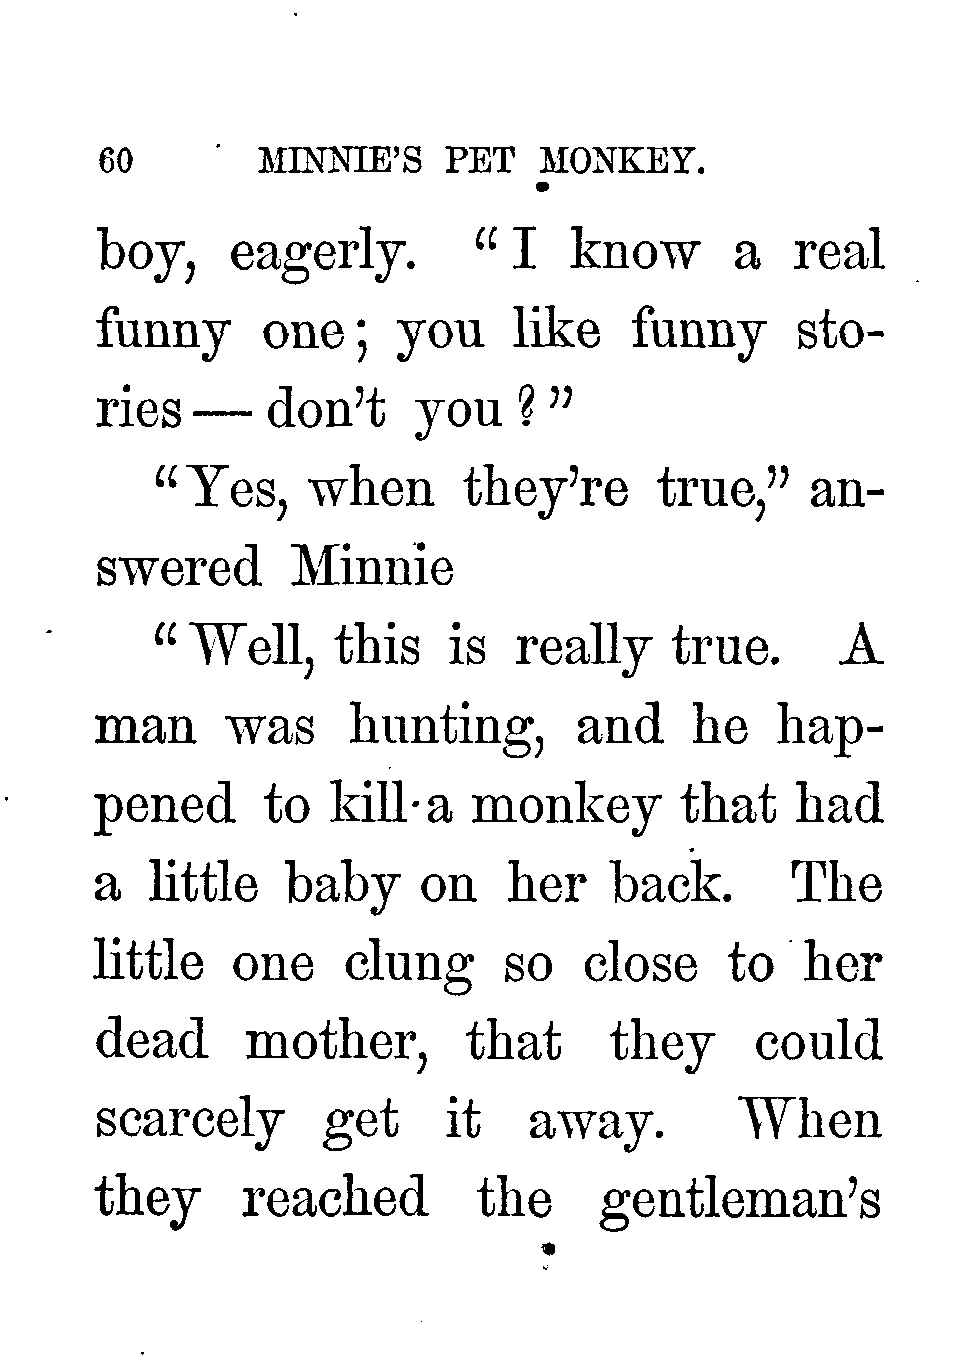 60 MINNIE'S PET MONKEY.
boy, eagerly. "I know a real
funny one; you like funny sto-
ries — don't you?"
"Yes, when they're true," an-
swered Minnie
"Well, this is really true. A
man was hunting, and he hap-
pened to kill a monkey that had
a little baby on her back. The
little one clung so close to her
dead mother, that they could
scarcely get it away. When
they reached the gentleman's